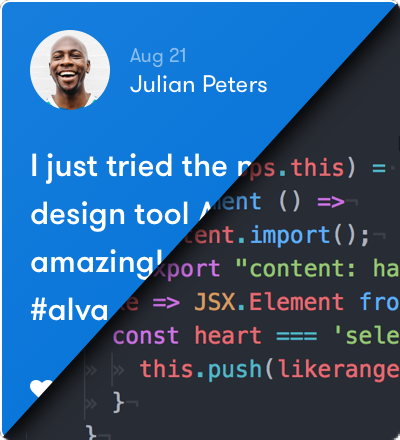 Aug 21
Julian Peters
I just tried the
design tool
amazing!
#alva
ps.this) =
ment () =>
tent.import();
xport "content: ha
=> JSX.Element fro
const heart === 'sele
this.push(likerange
}
}